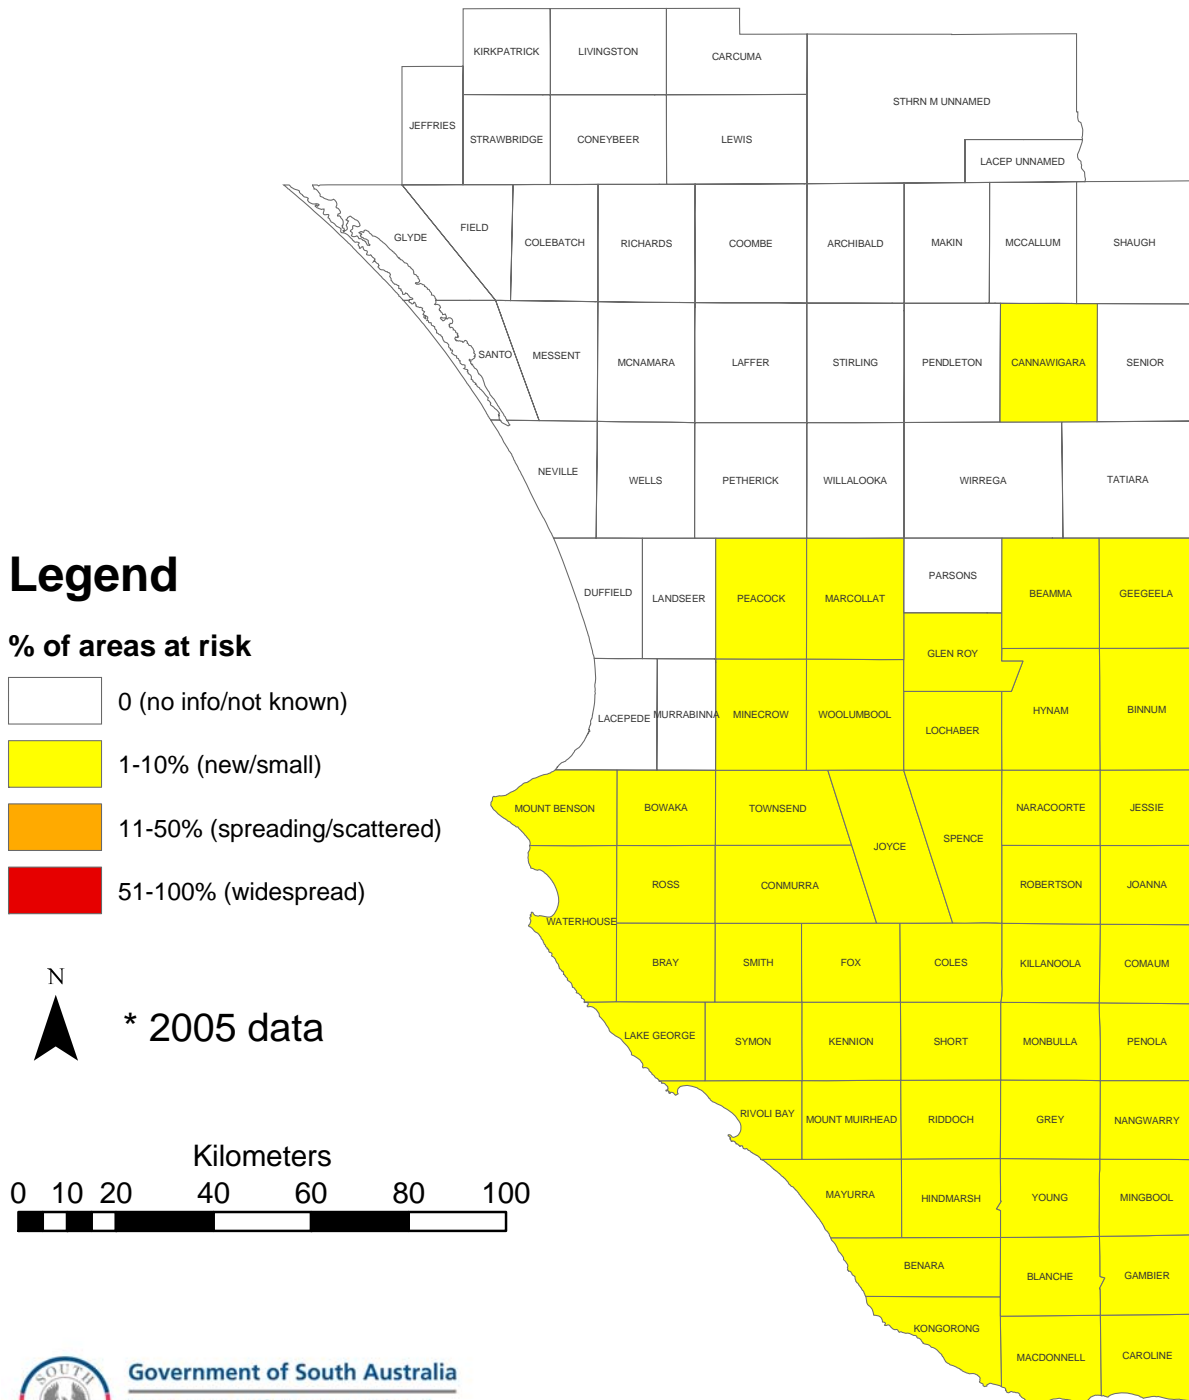 KIRKPATRICK
LIVINGSTON
CARCUMA
JEFFRIES
STRAWBRIDGE
CONEYBEER
LEWIS
STHRN M UNNAMED
LACEP UNNAMED
GLYDE
FIELD
COLEBATCH
RICHARDS
COOMBE
ARCHIBALD
MAKIN
MCCALLUM
SHAUGH
SANTO
MESSENT
MCNAMARA
LAFFER
STIRLING
PENDLETON
CANNAWIGARA
SENIOR
NEVILLE
WELLS
PETHERICK
WILLALOOKA
WIRREGA
TATIARA
DUFFIELD
LANDSEER
PEACOCK
MARCOLLAT
PARSONS
BEAMMA
GEEGEELA
GLEN ROY
LACEPEDE
MURRABINNA
MINECROW
WOOLUMBOOL
LOCHABER
HYNAM
BINNUM
MOUNT BENSON
BOWAKA
TOWNSEND
JOYCE
SPENCE
NARACOORTE
JESSIE
WATERHOUSE
ROSS
CONMURRA
ROBERTSON
JOANNA
BRAY
SMITH
FOX
COLES
KILLANOOLA
COMAUM
LAKE GEORGE
SYMON
KENNION
SHORT
MONBULLA
PENOLA
RIVOLI BAY
MOUNT MUIRHEAD
RIDDOCH
GREY
NANGWARRY
MAYURRA
HINDMARSH
YOUNG
MINGBOOL
BENARA
BLANCHE
GAMBIER
KONGORONG
MACDONNELL
CAROLINE
Legend
% of areas at risk
0 (no info/not known)
1-10% (new/small)
11-50% (spreading/scattered)
51-100% (widespread)
N
* 2005 data
Kilometers
0 10 20 40 60 80 100
SOUTH
Government of South Australia